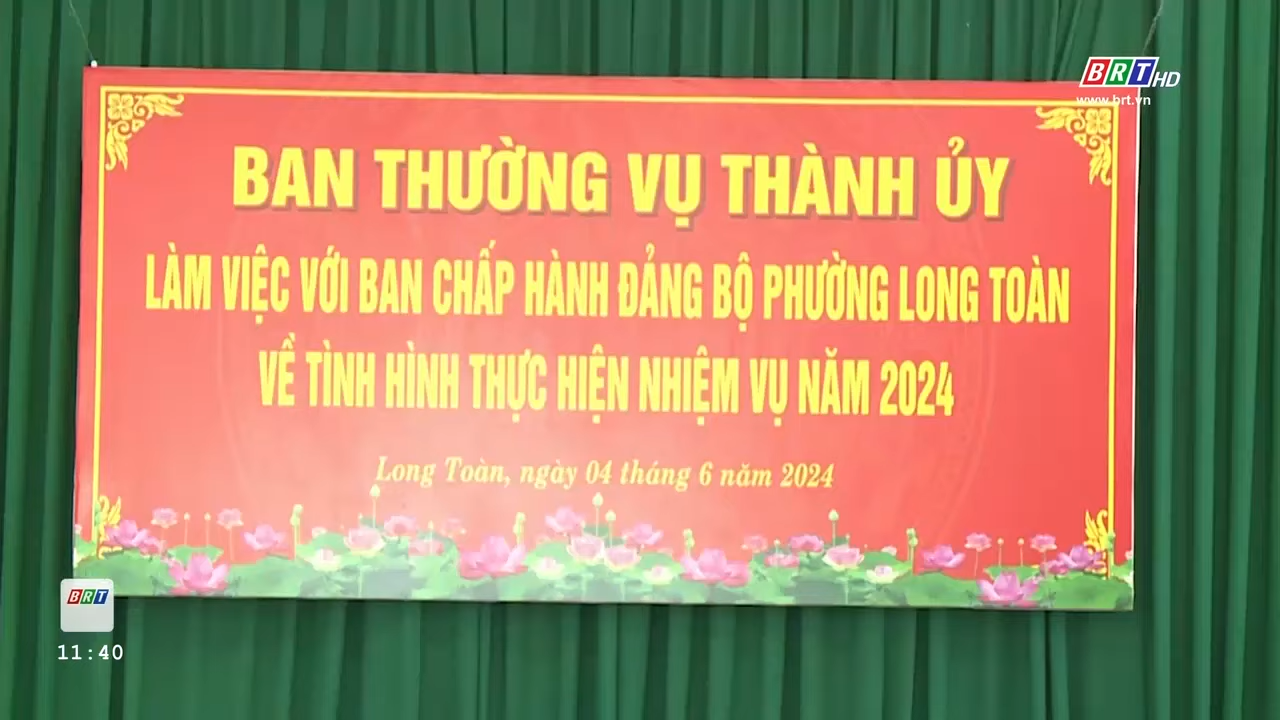 BRT HD
www.brt.vn
BAN THƯỜNG VỤ THÀNH ỦY
LÀM VIỆC VỚI BAN CHẤP HÀNH ĐẢNG BỘ PHƯỜNG LONG TOÀN
VỀ TÌNH HÌNH THỰC HIỆN NHIỆM VỤ NĂM 2024
Long Toàn, ngày 04 tháng 6 năm 2024
BRT
11:40